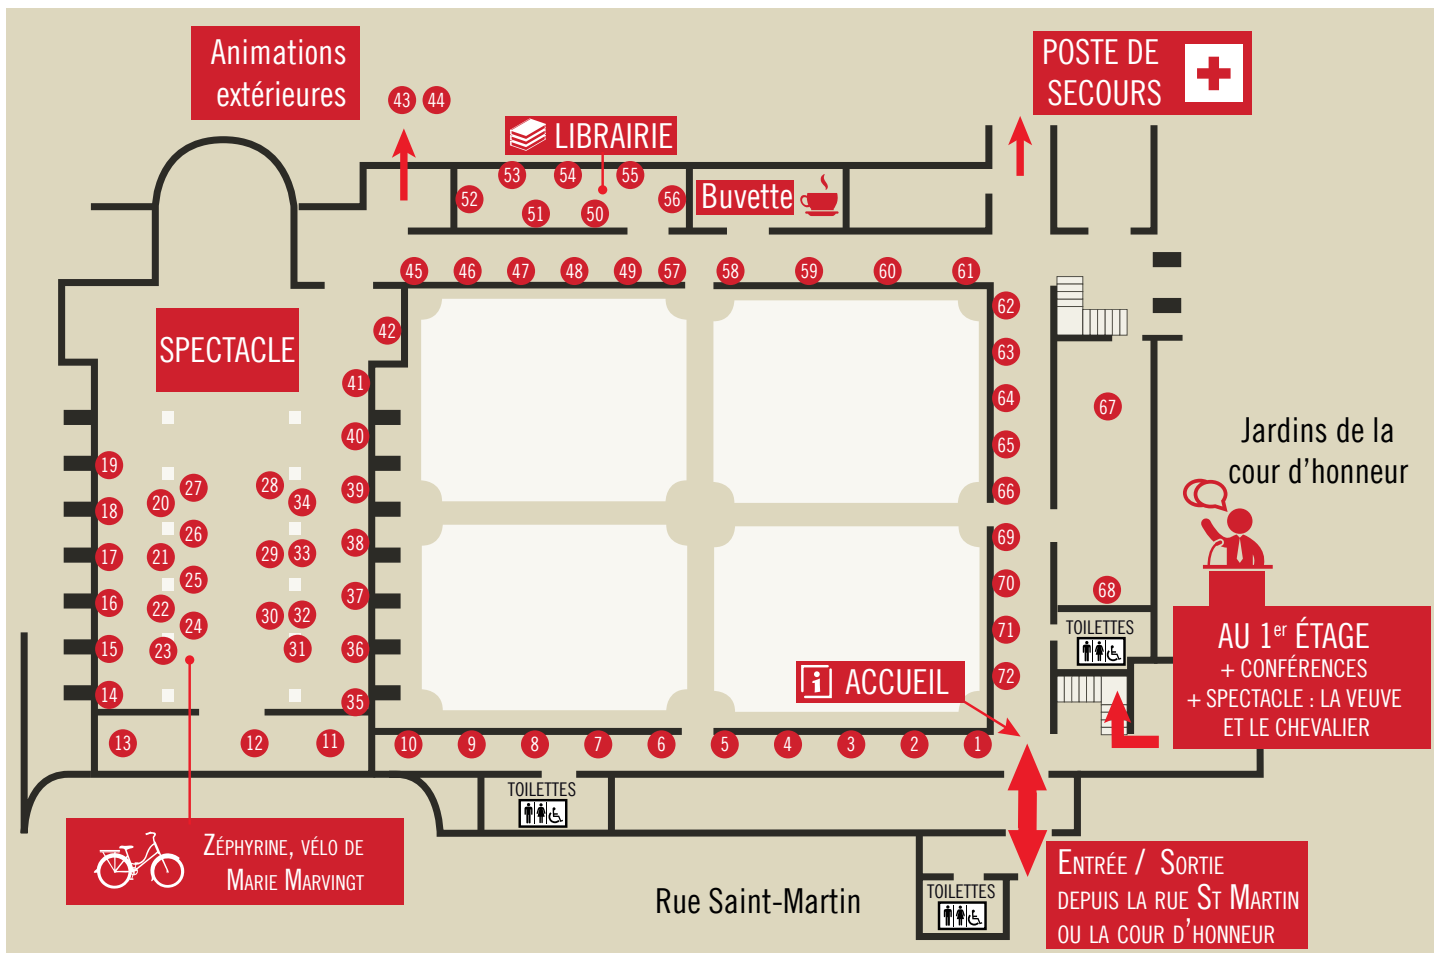 Animations
extérieures
43 44
POSTE DE
SECOURS
LIBRAIRIE
53 54 55
52 51 50 56
Buvette
45 46 47 48 49 57 58 59 60 61
62
42
63
SPECTACLE
41
64
67
40
65
Jardins de la
cour d'honneur
19
27 28 39
66
20 34
18
26 38 69
17 21 29 33
25 37 70
16 22 30 32 68
24 71
TOILETTES
15 23 31 36
72
14 35
AU 1er ÉTAGE
+ CONFÉRENCES
+ SPECTACLE : LA VEUVE
ET LE CHEVALIER
ACCUEIL
13 12 11 10 9 8 7 6 5 4 3 2 1
TOILETTES
ZÉPHYRINE, VÉLO DE
MARIE MARVINGT
Rue Saint-Martin
TOILETTES
ENTRÉE / SORTIE
DEPUIS LA RUE ST MARTIN
OU LA COUR D'HONNEUR